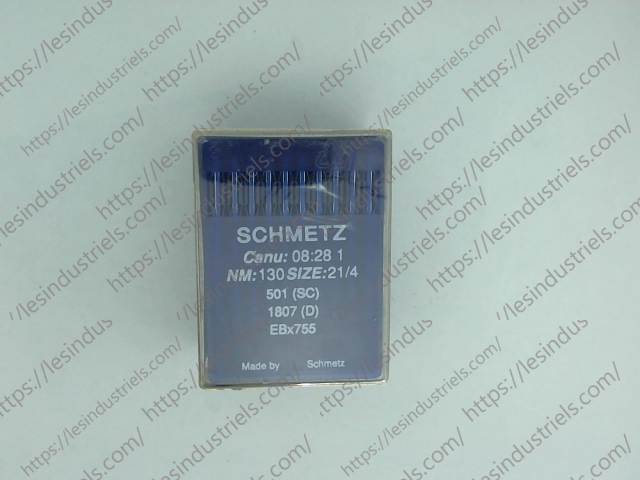 SCHMETZ
Canu: 08:28 1
NM:130 SIZE:21/4
501 (SC)
1807 (D)
EBx755
Made by Schmetz
https://lesindustriels.com/